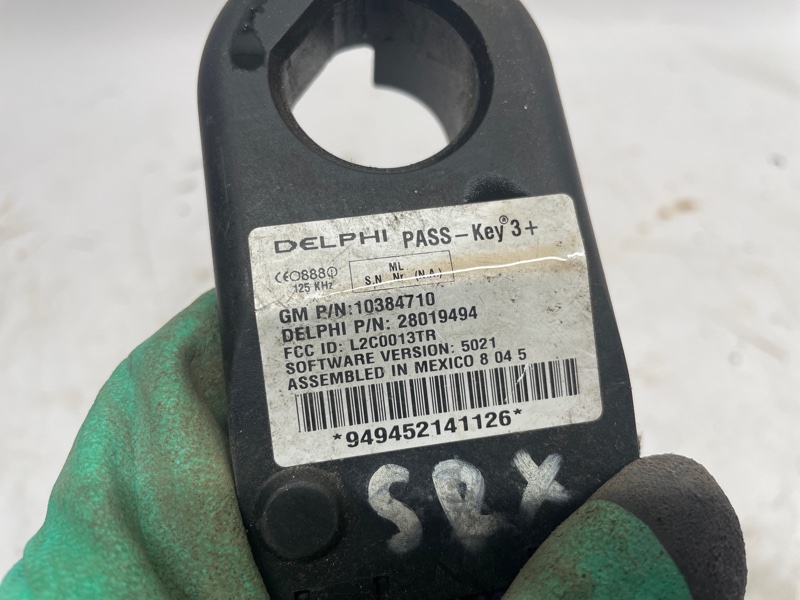 DELPHI PASS-Key® 3+
CE0888
125 KHz
ML
S.N. Nr. (N.A.)
GM P/N:10384710
DELPHI P/N: 28019494
FCC ID: L2C0013TR
SOFTWARE VERSION: 5021
ASSEMBLED IN MEXICO 8 04 5
*949452141126*
SRX